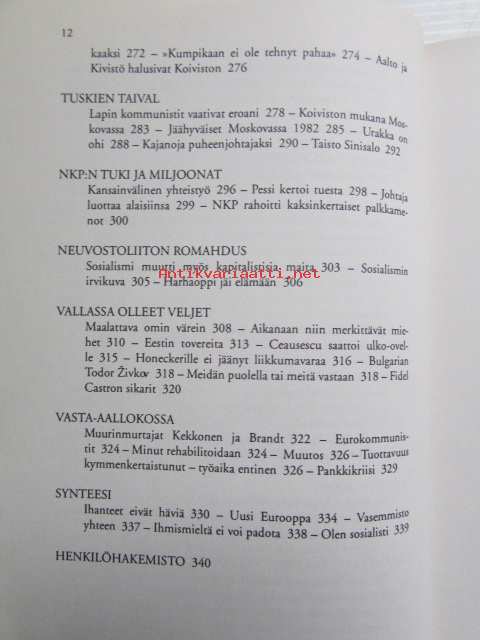 12
kaaksi 272 – »Kumpikaan ei ole tehnyt pahaa» 274 – Aalto ja
Kivistö halusivat Koiviston 276
TUSKIEN TAIVAL
Lapin kommunistit vaativat eroani 278 – Koiviston mukana Mos-
kovassa 283 – Jäähyväiset Moskovassa 1982 285 – Urakka on
ohi 288 – Kajanoja puheenjohtajaksi 290 – Taisto Sinisalo 292
NKP:N TUKI JA MILJOONAT
Kansainvälinen yhteistyö 296 – Pessi kertoi tuesta 298 – Johtaja
luottaa alaisiinsa 299 – NKP rahoitti kaksinkertaiset palkkame-
not 300
NEUVOSTOLIITON ROMAHDUS
Sosialismi muutti myös kapitalistisia maita 303 – Sosialismin
Antikvariaatti.net
irvikuva 305 – Harhaoppi jäi elämään 306
VALLASSA OLLEET VELJET
Maalattava omin värein 308 – Aikanaan niin merkittävät mie-
het 310 – Eestin tovereita 313 – Ceausescu saattoi ulko-ovel-
le 315 – Honeckerille ei jäänyt liikkumavaraa 316 – Bulgarian
Todor Živkov 318 – Meidän puolella tai meitä vastaan 318 – Fidel
Castron sikarit 320
VASTA-AALLOKOSSA
Muurinmurtajat Kekkonen ja Brandt 322 – Eurokommunis-
tit 324 – Minut rehabilitoidaan 324 – Muutos 326 – Tuottavuus
kymmenkertaistunut – työaika entinen 326 – Pankkikriisi 329
SYNTEESI
Ihanteet eivät häviä 330 – Uusi Eurooppa 334 – Vasemmisto
yhteen 337 – Ihmismieltä ei voi padota 338 – Olen sosialisti 339
HENKILÖHAKEMISTO 340